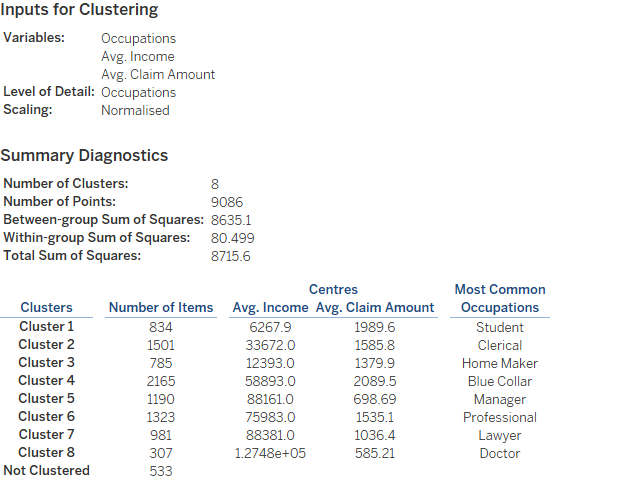 Inputs for Clustering
Variables: Occupations
Avg. Income
Avg. Claim Amount
Level of Detail: Occupations
Scaling: Normalised
Summary Diagnostics
Number of Clusters: 8
Number of Points: 9086
Between-group Sum of Squares: 8635.1
Within-group Sum of Squares: 80.499
Total Sum of Squares: 8715.6
Centres Most Common
Clusters Number of Items Avg. Income Avg. Claim Amount Occupations
Cluster 1 834 6267.9 1989.6 Student
Cluster 2 1501 33672.0 1585.8 Clerical
Cluster 3 785 12393.0 1379.9 Home Maker
Cluster 4 2165 58893.0 2089.5 Blue Collar
Cluster 5 1190 88161.0 698.69 Manager
Cluster 6 1323 75983.0 1535.1 Professional
Cluster 7 981 88381.0 1036.4 Lawyer
Cluster 8 307 1.2748e+05 585.21 Doctor
Not Clustered 533